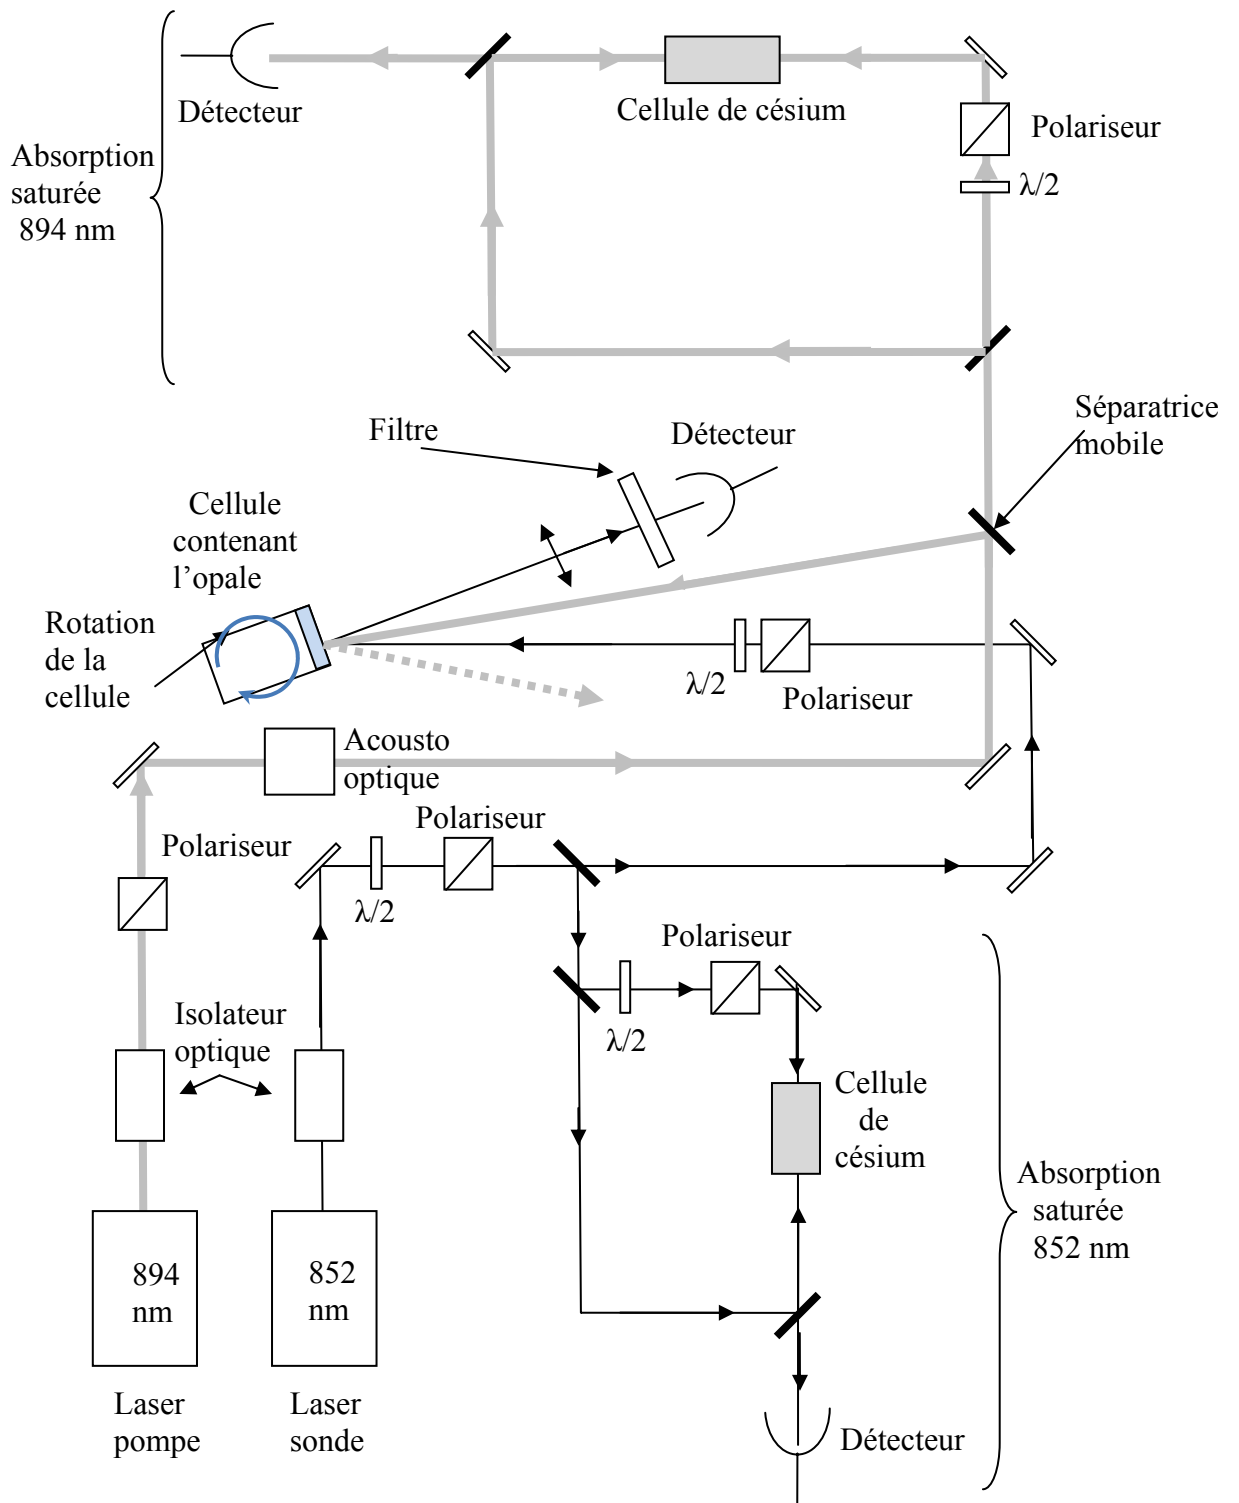 Détecteur
Cellule de césium
Polariseur
λ/2
Absorption
saturée
894 nm
Séparatrice
mobile
Filtre
Détecteur
Cellule
contenant
l’opale
Rotation
de la
cellule
λ/2
Polariseur
Acousto
optique
Polariseur
Polariseur
λ/2
Polariseur
λ/2
Isolateur
optique
Cellule
de
césium
Absorption
saturée
852 nm
894
nm
852
nm
Laser
pompe
Laser
sonde
Détecteur